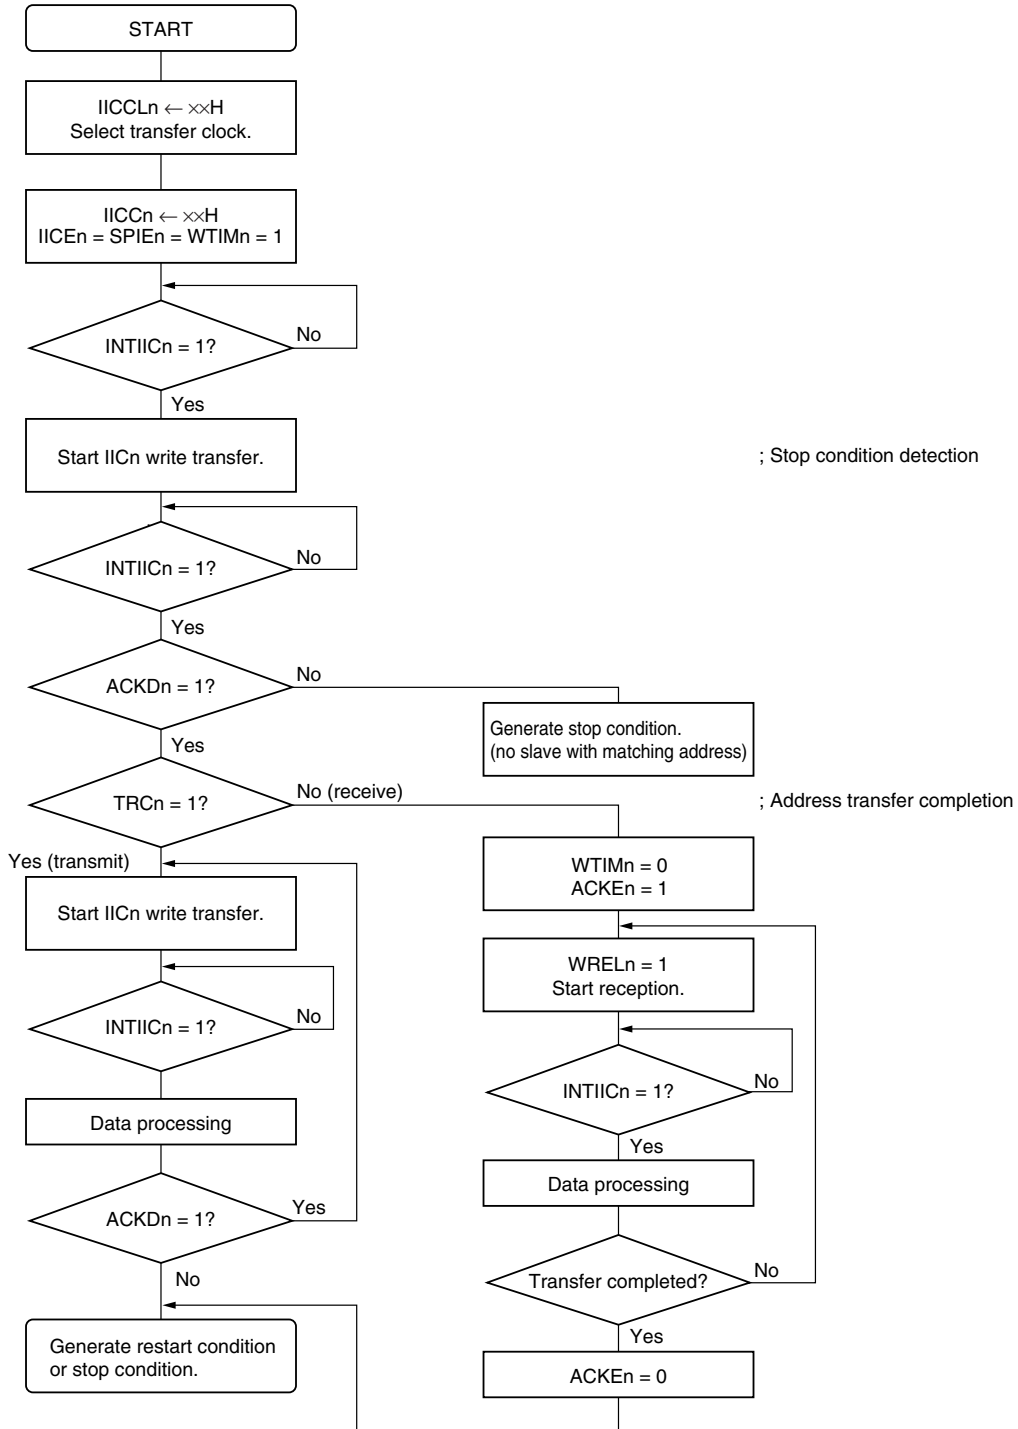 START
IICCLn ← ××H
Select transfer clock.
IICCn ← ××H
IICEn = SPIEn = WTIMn = 1
INTIICn = 1?
No
Yes
Start IICn write transfer.
; Stop condition detection
INTIICn = 1?
No
Yes
ACKDn = 1?
No
Generate stop condition.
(no slave with matching address)
Yes
TRCn = 1?
No (receive)
; Address transfer completion
Yes (transmit)
WTIMn = 0
ACKEn = 1
Start IICn write transfer.
WRELn = 1
Start reception.
INTIICn = 1?
No
INTIICn = 1?
No
Yes
Data processing
Data processing
ACKDn = 1?
Yes
No
Transfer completed?
No
Yes
Generate restart condition
or stop condition.
ACKEn = 0